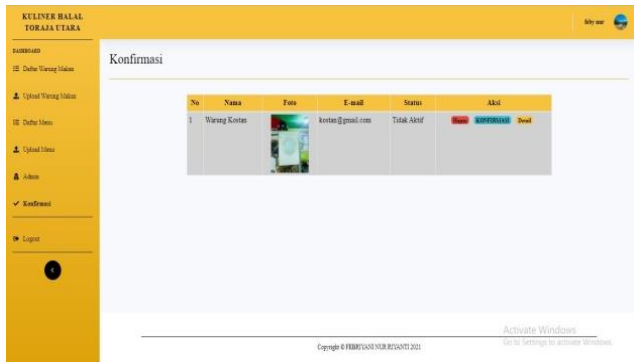 KULINER HALAL
TORAJA UTARA
feby nur
DASHBOARD
Daftar Warung Makan
Konfirmasi
Upload Warung Makan
No Nama Foto E-mail Status Aksi
1 Warung Kostan kostan@gmail.com Tidak Aktif Hapus KONFIRMASI Detail
Daftar Menu
Upload Menu
Admin
Konfirmasi
Logout
Activate Windows
Go to Settings to activate Windows.
Copyright © FEBRIYANI NUR RIYANTI 2021